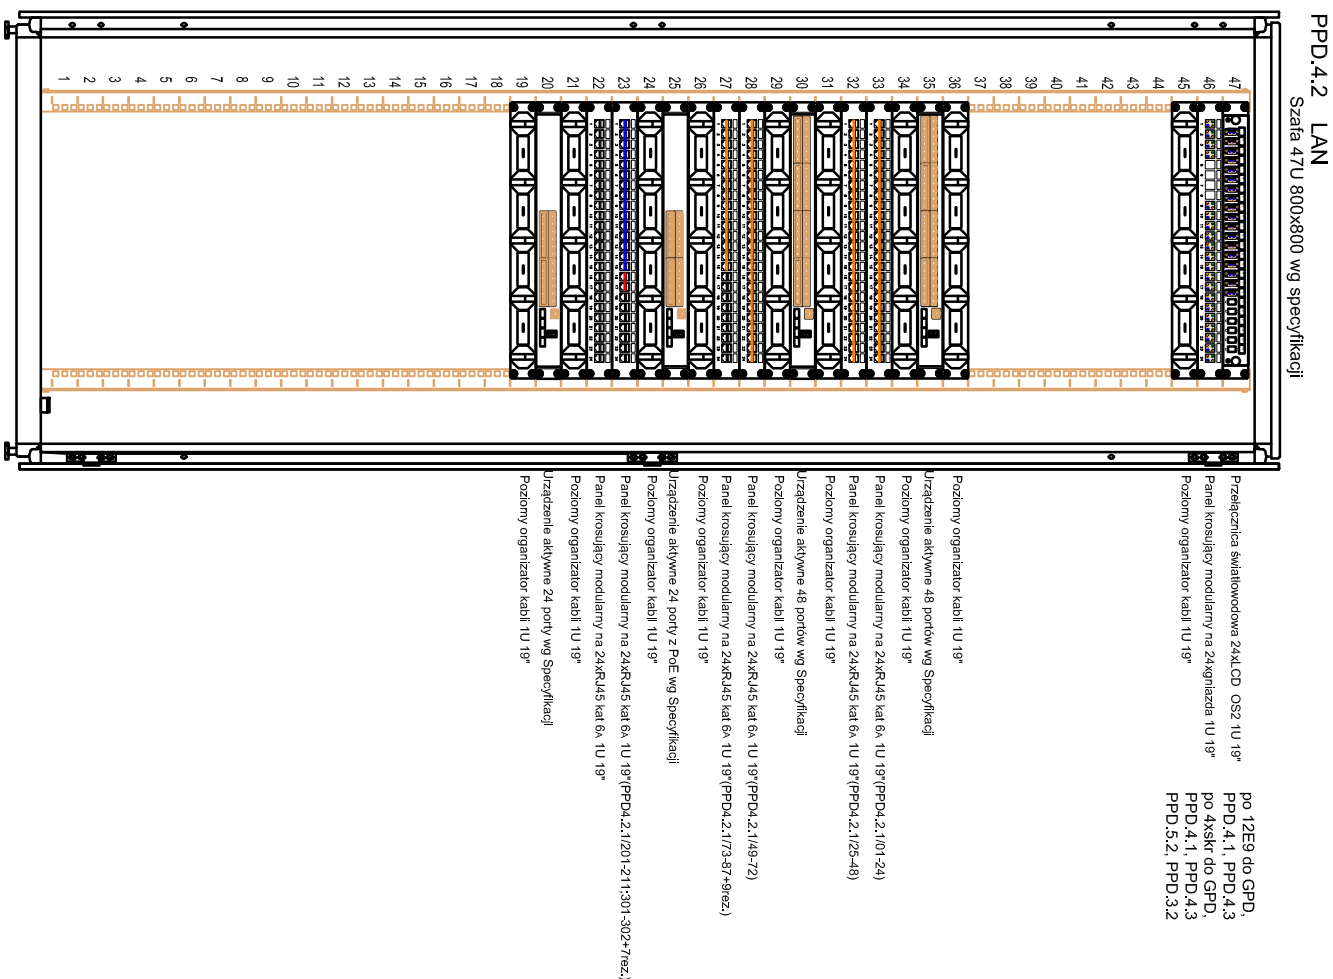 PPD.4.2 LAN
Szafa 47U 800x800 wg specyfikacji
47
46
45
44
43
42
41
40
39
38
37
36
35
34
33
32
31
30
29
28
27
26
25
24
23
22
21
20
19
18
17
16
15
14
13
12
11
10
9
8
7
6
5
4
3
2
1
Przełącznica światłowodowa 24xLCD OS2 1U 19"
Panel krosujący modularny na 24xgniazda 1U 19"
Poziomy organizator kabli 1U 19"
po 12E9 do GPD,
PPD.4.1, PPD.4.3
po 4xskr do GPD,
PPD.4.1, PPD.4.3
PPD.5.2, PPD.3.2
Poziomy organizator kabli 1U 19"
Urządzenie aktywne 48 portów wg Specyfikacji
Poziomy organizator kabli 1U 19"
Panel krosujący modularny na 24xRJ45 kat 6A 1U 19"(PPD4.2.1/01-24)
Panel krosujący modularny na 24xRJ45 kat 6A 1U 19"(PPD4.2.1/25-48)
Poziomy organizator kabli 1U 19"
Urządzenie aktywne 48 portów wg Specyfikacji
Poziomy organizator kabli 1U 19"
Panel krosujący modularny na 24xRJ45 kat 6A 1U 19"(PPD4.2.1/49-72)
Panel krosujący modularny na 24xRJ45 kat 6A 1U 19"(PPD4.2.1/73-87+9rez.)
Poziomy organizator kabli 1U 19"
Urządzenie aktywne 24 porty z PoE wg Specyfikacji
Poziomy organizator kabli 1U 19"
Panel krosujący modularny na 24xRJ45 kat 6A 1U 19"(PPD4.2.1/201-211;301-302+7rez.)
Panel krosujący modularny na 24xRJ45 kat 6A 1U 19"
Poziomy organizator kabli 1U 19"
Urządzenie aktywne 24 porty wg Specyfikacji
Poziomy organizator kabli 1U 19"